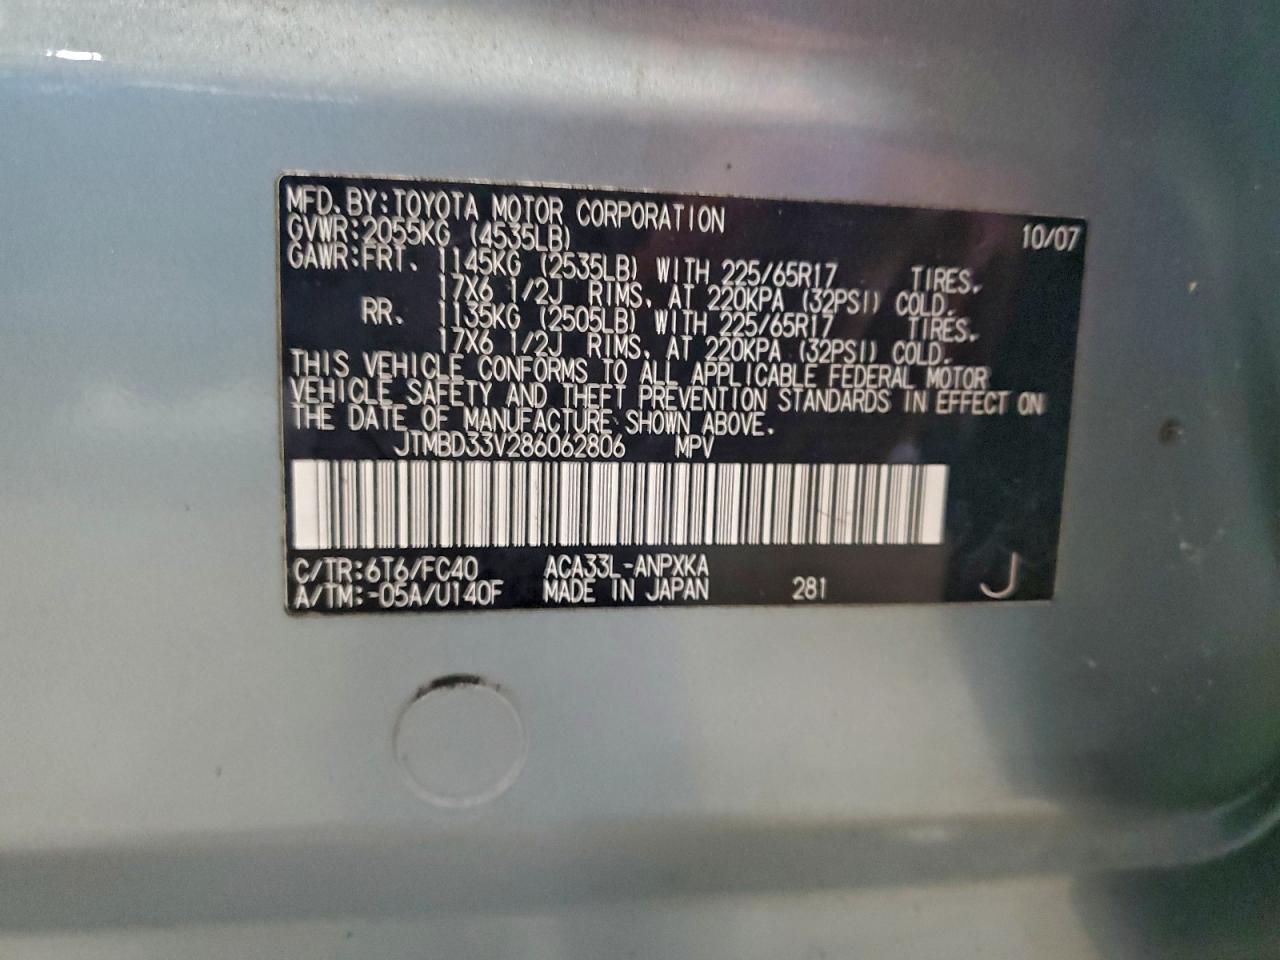 MFD.BY:TOYOTA MOTOR CORPORATION 10/07
GVWR:2055KG (4535LB)
GAWR:FRT. 1145KG (2535LB) WITH 225/65R17 TIRES,
17X6 1/2J RIMS, AT 220KPA (32PSI) COLD.
RR. 1135KG (2505LB) WITH 225/65R17 TIRES,
17X6 1/2J RIMS, AT 220KPA (32PSI) COLD.
THIS VEHICLE CONFORMS TO ALL APPLICABLE FEDERAL MOTOR
VEHICLE SAFETY AND THEFT PREVENTION STANDARDS IN EFFECT ON
THE DATE OF MANUFACTURE SHOWN ABOVE.
JTMBD33V286062806 MPV
C/TR:6T6/FC40 ACA33L-ANPXKA
A/TM:-05A/U140F MADE IN JAPAN 281 J